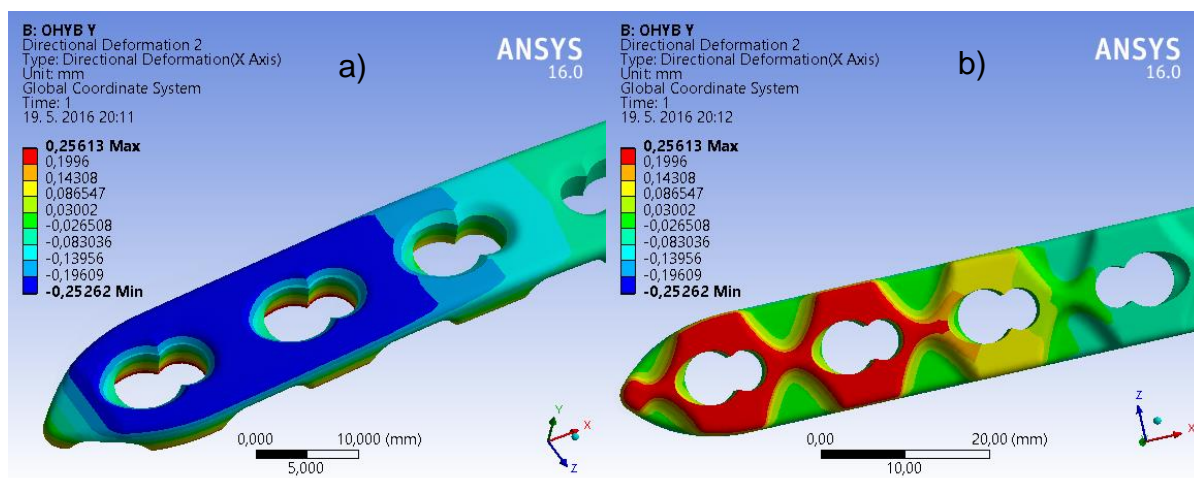 B: OHYB Y
Directional Deformation 2
Type: Directional Deformation(X Axis)
Unit: mm
Global Coordinate System
Time: 1
19. 5. 2016 20:11
a)
ANSYS
16.0
0,25613 Max
0,1996
0,14308
0,086547
0,03002
-0,026508
-0,083036
-0,13956
-0,19609
-0,25262 Min
0,000
10,000 (mm)
5,000
Y
X
Z
B: OHYB Y
Directional Deformation 2
Type: Directional Deformation(X Axis)
Unit: mm
Global Coordinate System
Time: 1
19. 5. 2016 20:12
b)
ANSYS
16.0
0,25613 Max
0,1996
0,14308
0,086547
0,03002
-0,026508
-0,083036
-0,13956
-0,19609
-0,25262 Min
0,00
20,00 (mm)
10,00
Z
X